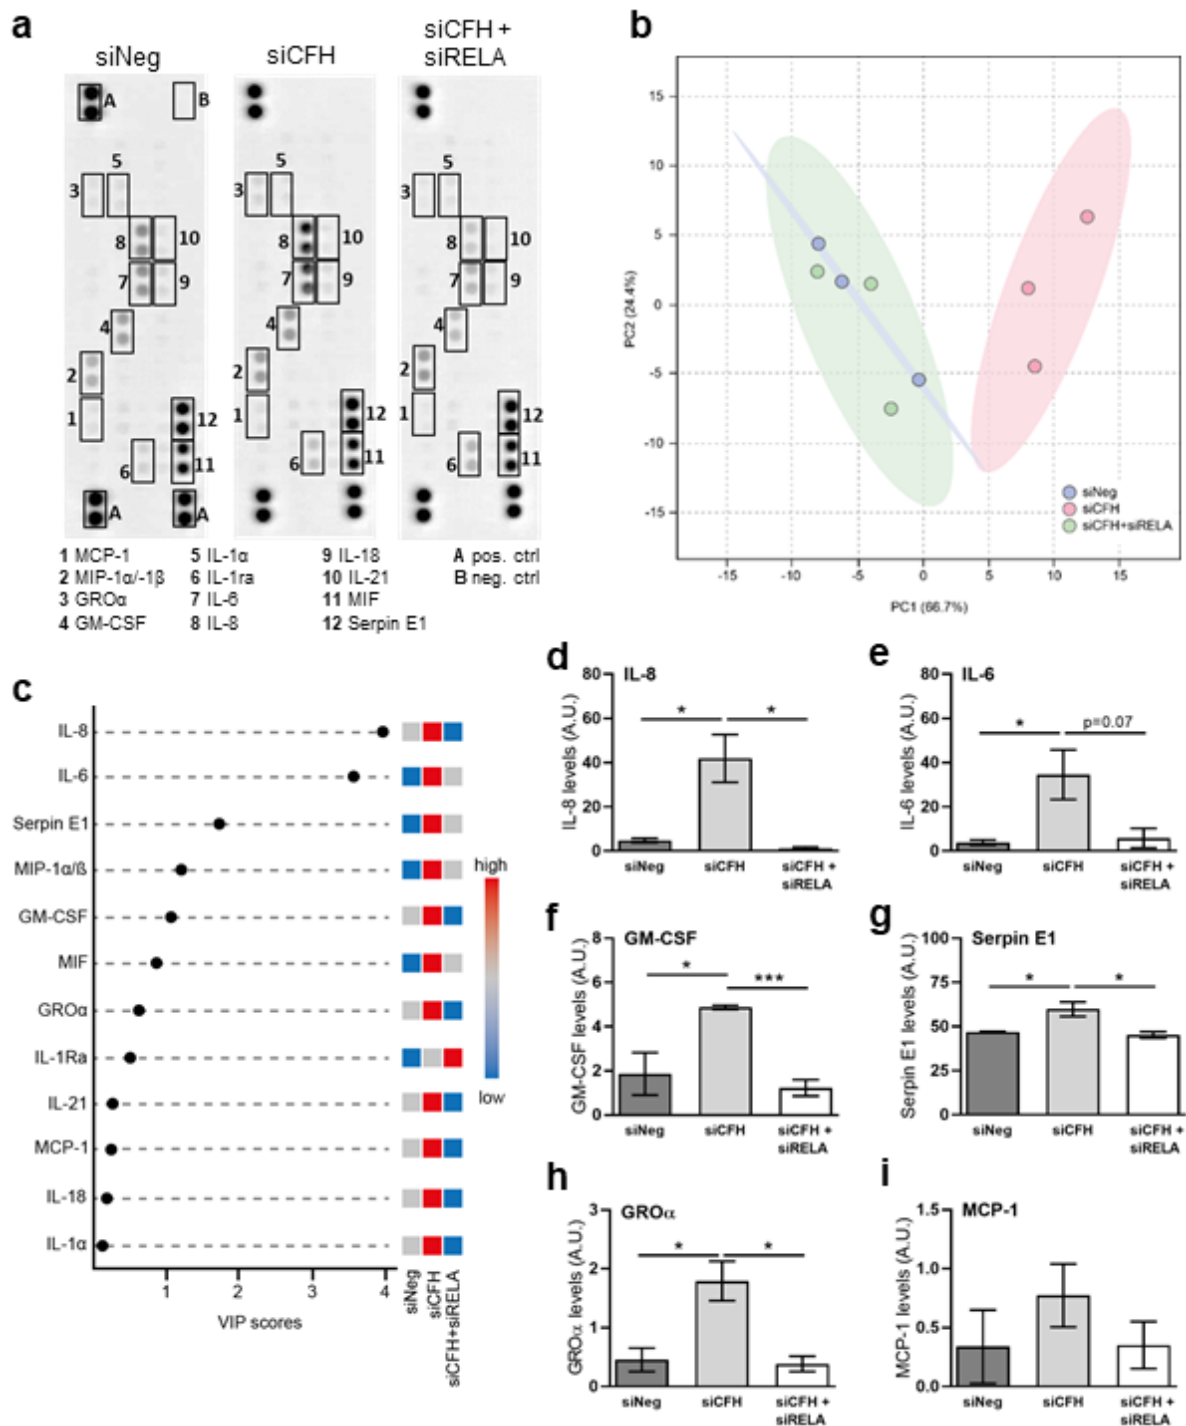 a
siNeg
siCFH
siCFH +
siRELA
A
B
5
3
8
10
7
9
4
2
1
12
6
11
A
A
5
3
8
10
7
9
4
2
1
12
6
11
5
3
8
10
7
9
4
2
1
12
6
11
1 MCP-1
2 MIP-1α/-1β
3 GROα
4 GM-CSF
5 IL-1α
6 IL-1ra
7 IL-6
8 IL-8
9 IL-18
10 IL-21
11 MIF
12 Serpin E1
A pos. ctrl
B neg. ctrl
b
PC2 (24.4%)
15
10
5
0
-5
-10
-15
siNeg
siCFH
siCFH+siRELA
-15
-10
-5
0
5
10
15
PC1 (66.7%)
c
IL-8
IL-6
Serpin E1
MIP-1α/ß
GM-CSF
MIF
GROα
IL-1Ra
IL-21
MCP-1
IL-18
IL-1α
1
2
3
4
VIP scores
siNeg
siCFH
siCFH+siRELA
high
low
d
IL-8
IL-8 levels (A.U.)
80
60
40
20
0
*
*
siNeg
siCFH
siCFH +
siRELA
e
IL-6
IL-6 levels (A.U.)
80
60
40
20
0
*
p=0.07
siNeg
siCFH
siCFH +
siRELA
f
GM-CSF
GM-CSF levels (A.U.)
8
6
4
2
0
*
***
siNeg
siCFH
siCFH +
siRELA
g
Serpin E1
Serpin E1 levels (A.U.)
100
75
50
25
0
*
*
siNeg
siCFH
siCFH +
siRELA
h
GROα
GROα levels (A.U.)
3
2
1
0
*
*
siNeg
siCFH
siCFH +
siRELA
i
MCP-1
MCP-1 levels (A.U.)
1.5
1.0
0.5
0.0
siNeg
siCFH
siCFH +
siRELA